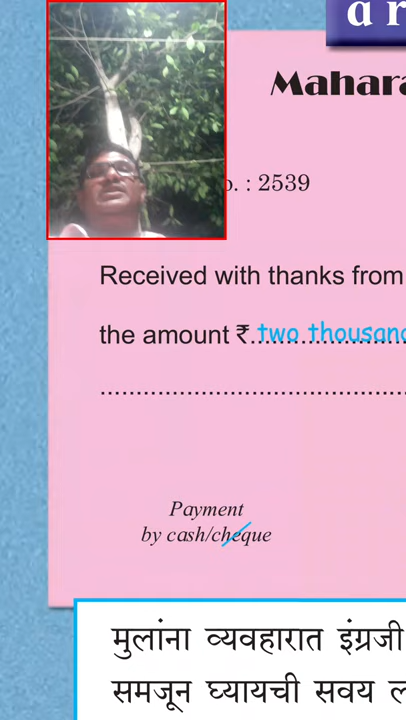 a r
Mahara
o. : 2539
Received with thanks from
the amount ₹ two thousand
Payment
by cash/cheque
मुलांना व्यवहारात इंग्रजी
समजून घ्यायची सवय ल